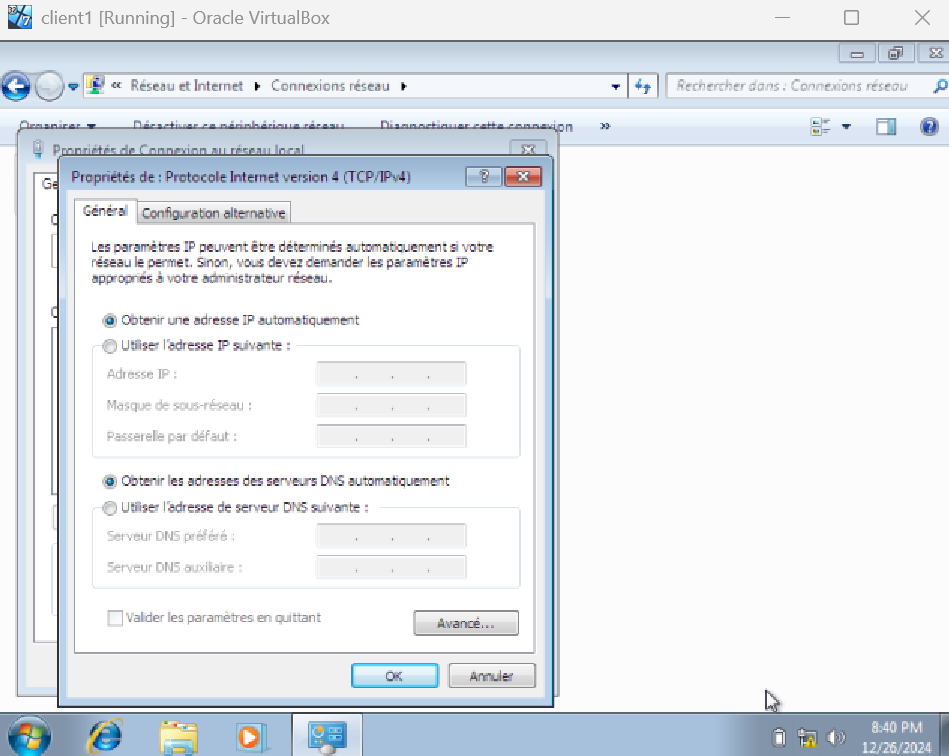 client1 [Running] - Oracle VirtualBox
« Réseau et Internet Connexions réseau
Rechercher dans : Connexions réseau
Organiser Désactiver ce périphérique réseau Diagnostiquer cette connexion »
Propriétés de Connexion au réseau local
Ge
Propriétés de : Protocole Internet version 4 (TCP/IPv4)
Général Configuration alternative
Les paramètres IP peuvent être déterminés automatiquement si votre
réseau le permet. Sinon, vous devez demander les paramètres IP
appropriés à votre administrateur réseau.
Obtenir une adresse IP automatiquement
Utiliser l'adresse IP suivante :
Adresse IP :
Masque de sous-réseau :
Passerelle par défaut :
Obtenir les adresses des serveurs DNS automatiquement
Utiliser l'adresse de serveur DNS suivante :
Serveur DNS préféré :
Serveur DNS auxiliaire :
Valider les paramètres en quittant
Avancé...
OK Annuler
8:40 PM
12/26/2024